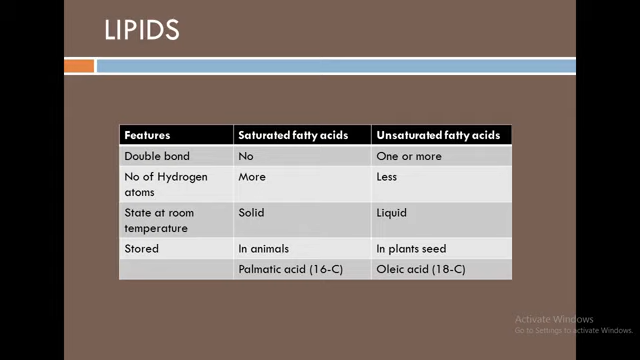 LIPIDS
Features Saturated fatty acids Unsaturated fatty acids
Double bond No One or more
No of Hydrogen More Less
atoms
State at room Solid Liquid
temperature
Stored In animals In plants seed
Palmatic acid (16-C) Oleic acid (18-C)
Activate Windows
Go to Settings to activate Windows.